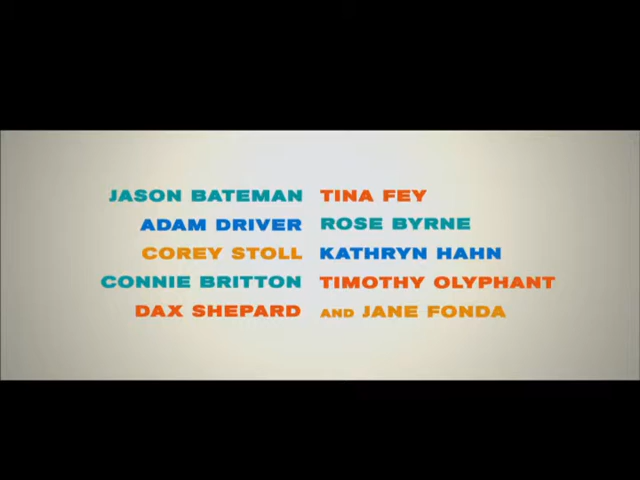 JASON BATEMAN TINA FEY
ADAM DRIVER ROSE BYRNE
COREY STOLL KATHRYN HAHN
CONNIE BRITTON TIMOTHY OLYPHANT
DAX SHEPARD AND JANE FONDA